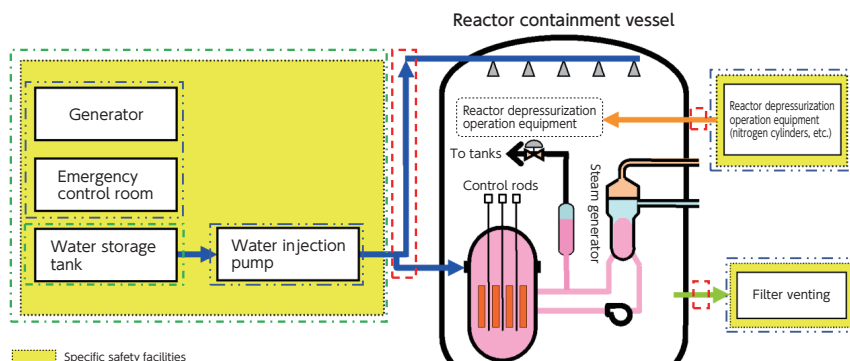 Reactor containment vessel
Generator
Emergency
control room
Water storage
tank
Water injection
pump
Reactor depressurization
operation equipment
To tanks
Control rods
Steam generator
Reactor depressurization
operation equipment
(nitrogen cylinders, etc.)
Filter venting
Specific safety facilities